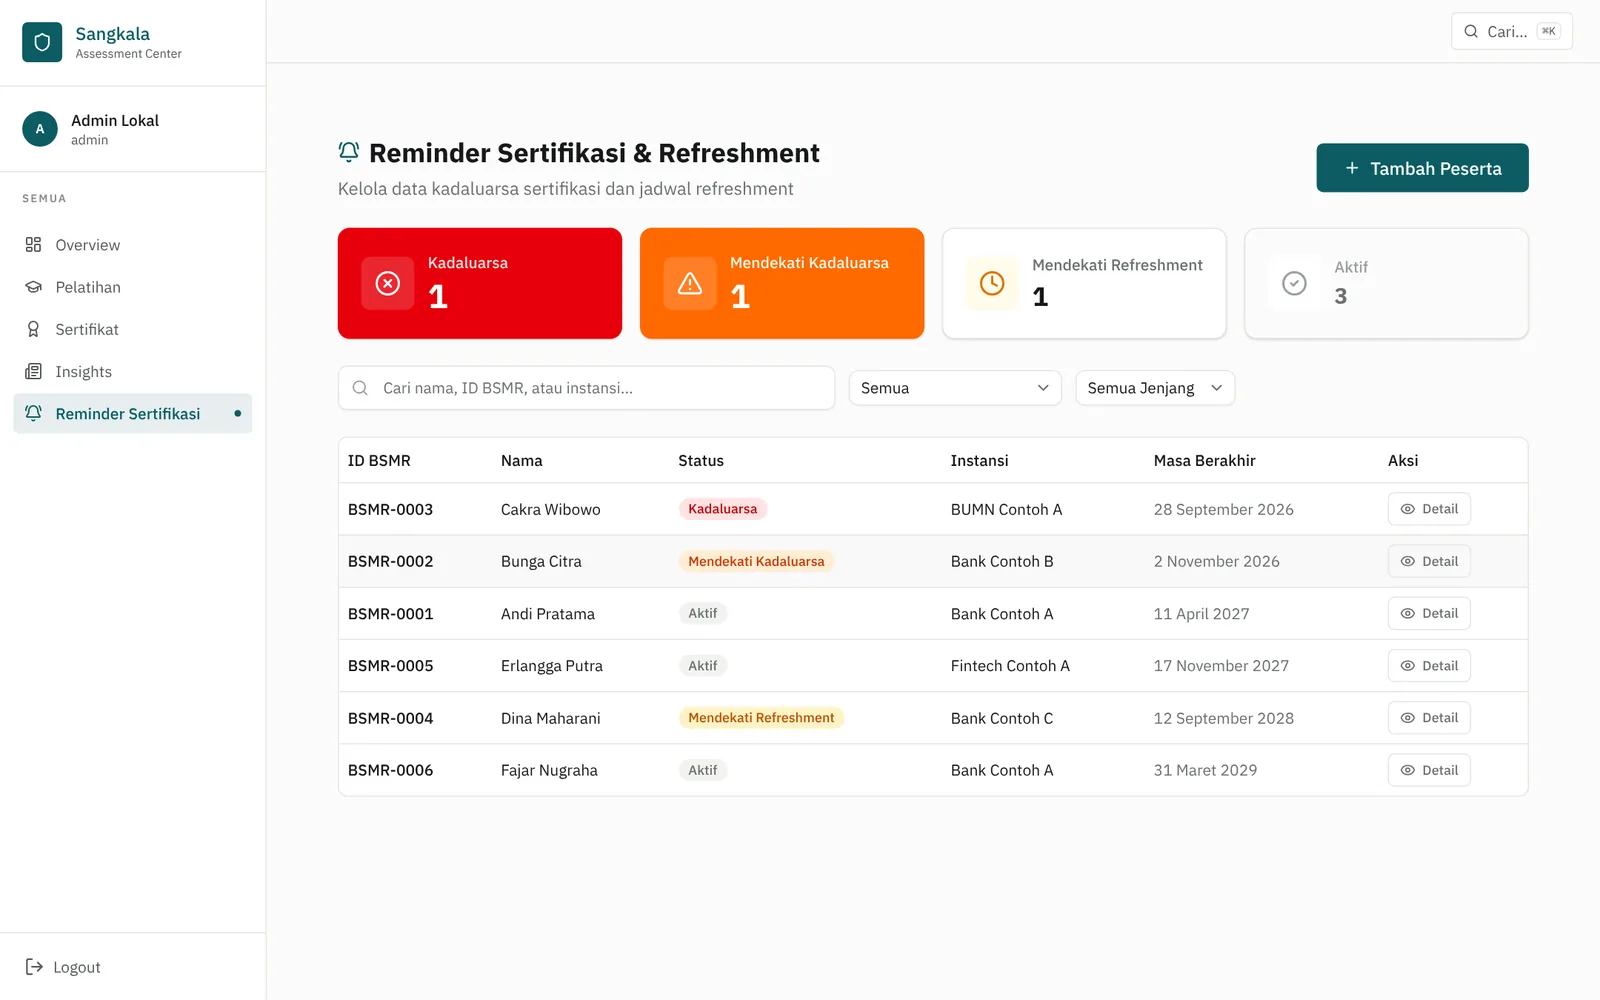 Sangkala
Assessment Center
A
Admin Lokal
admin
SEMUA
Overview
Pelatihan
Sertifikat
Insights
Reminder Sertifikasi
Logout
Cari... ⌘K
Reminder Sertifikasi & Refreshment
Kelola data kadaluarsa sertifikasi dan jadwal refreshment
+ Tambah Peserta
Kadaluarsa
1
Mendekati Kadaluarsa
1
Mendekati Refreshment
1
Aktif
3
Cari nama, ID BSMR, atau instansi...
Semua
Semua Jenjang
ID BSMR Nama Status Instansi Masa Berakhir Aksi
BSMR-0003 Cakra Wibowo Kadaluarsa BUMN Contoh A 28 September 2026 Detail
BSMR-0002 Bunga Citra Mendekati Kadaluarsa Bank Contoh B 2 November 2026 Detail
BSMR-0001 Andi Pratama Aktif Bank Contoh A 11 April 2027 Detail
BSMR-0005 Erlangga Putra Aktif Fintech Contoh A 17 November 2027 Detail
BSMR-0004 Dina Maharani Mendekati Refreshment Bank Contoh C 12 September 2028 Detail
BSMR-0006 Fajar Nugraha Aktif Bank Contoh A 31 Maret 2029 Detail